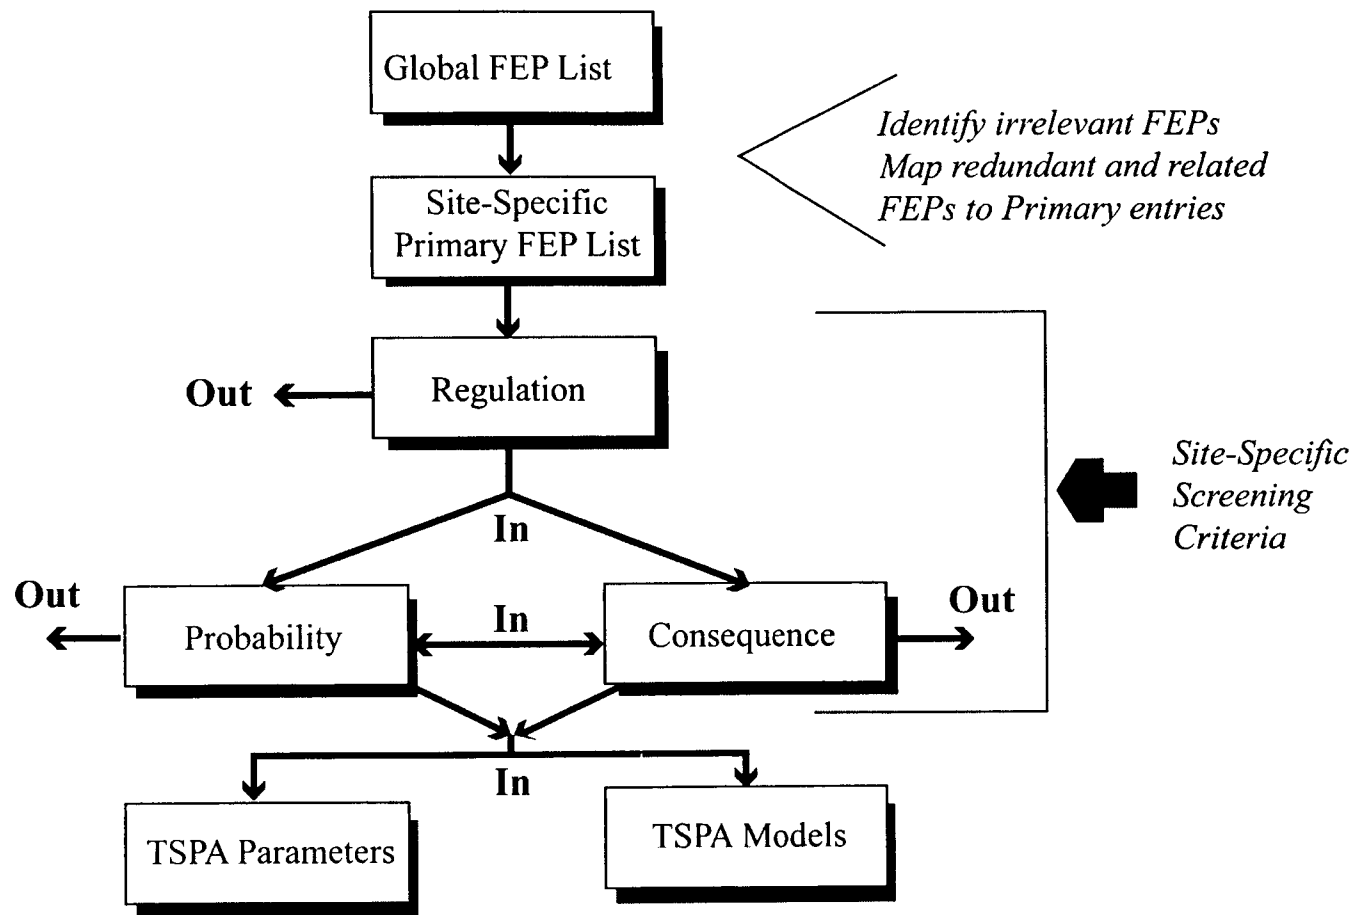 Global FEP List
Identify irrelevant FEPs
Map redundant and related
FEPs to Primary entries
Site-Specific
Primary FEP List
Out
Regulation
Site-Specific
Screening
Criteria
In
Out
Probability
In
Consequence
Out
In
TSPA Parameters
TSPA Models